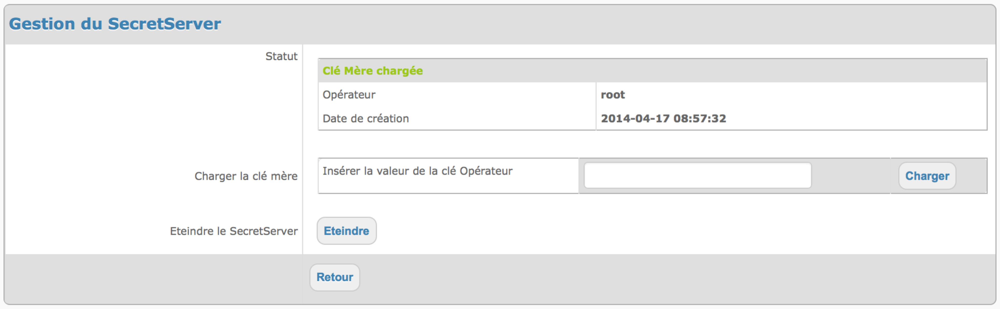 Gestion du SecretServer
Statut
Clé Mère chargée
Opérateur root
Date de création 2014-04-17 08:57:32
Charger la clé mère Insérer la valeur de la clé Opérateur Charger
Eteindre le SecretServer Eteindre
Retour